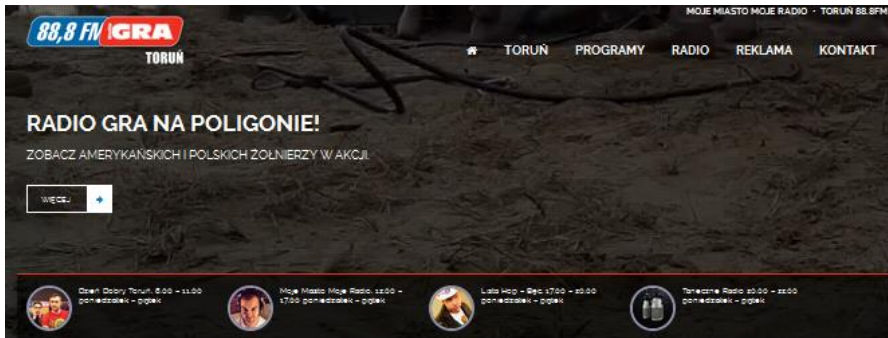 MOJE MIASTO MOJE RADIO · TORUŃ 88.8FM
88,8 FM GRA
TORUŃ
TORUŃ PROGRAMY RADIO REKLAMA KONTAKT
RADIO GRA NA POLIGONIE!
ZOBACZ AMERYKAŃSKICH I POLSKICH ŻOŁNIERZY W AKCJI.
WIĘCEJ
Dzień Dobry Toruń. 6.00 - 11.00
poniedziałek - piątek
Moje Miasto Moje Radio. 12.00 -
17.00 poniedziałek - piątek
Lista Hop - Bęc. 17.00 - 20.00
poniedziałek - piątek
Taneczne Radio 20.00 - 22.00
poniedziałek - piątek